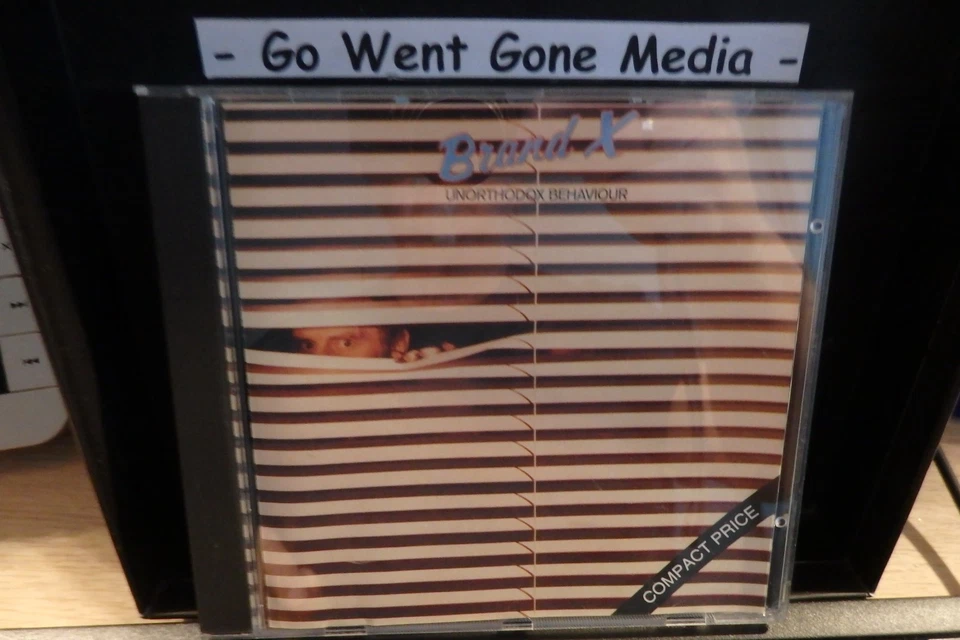 - Go Went Gone Media -
Brand X
UNORTHODOX BEHAVIOUR
COMPACT PRICE